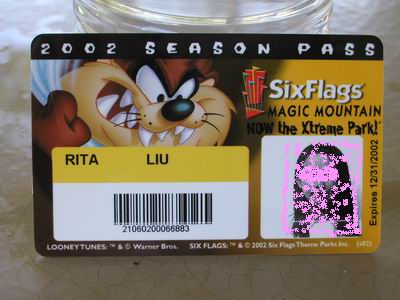 2002 SEASON PASS
SixFlags
MAGIC MOUNTAIN
NOW the Xtreme Park!
RITA LIU
21060200066883
Expires 12/31/2002
LOONEY TUNES: ™ & © Warner Bros. SIX FLAGS: ™ & © 2002 Six Flags Theme Parks Inc. (s02)